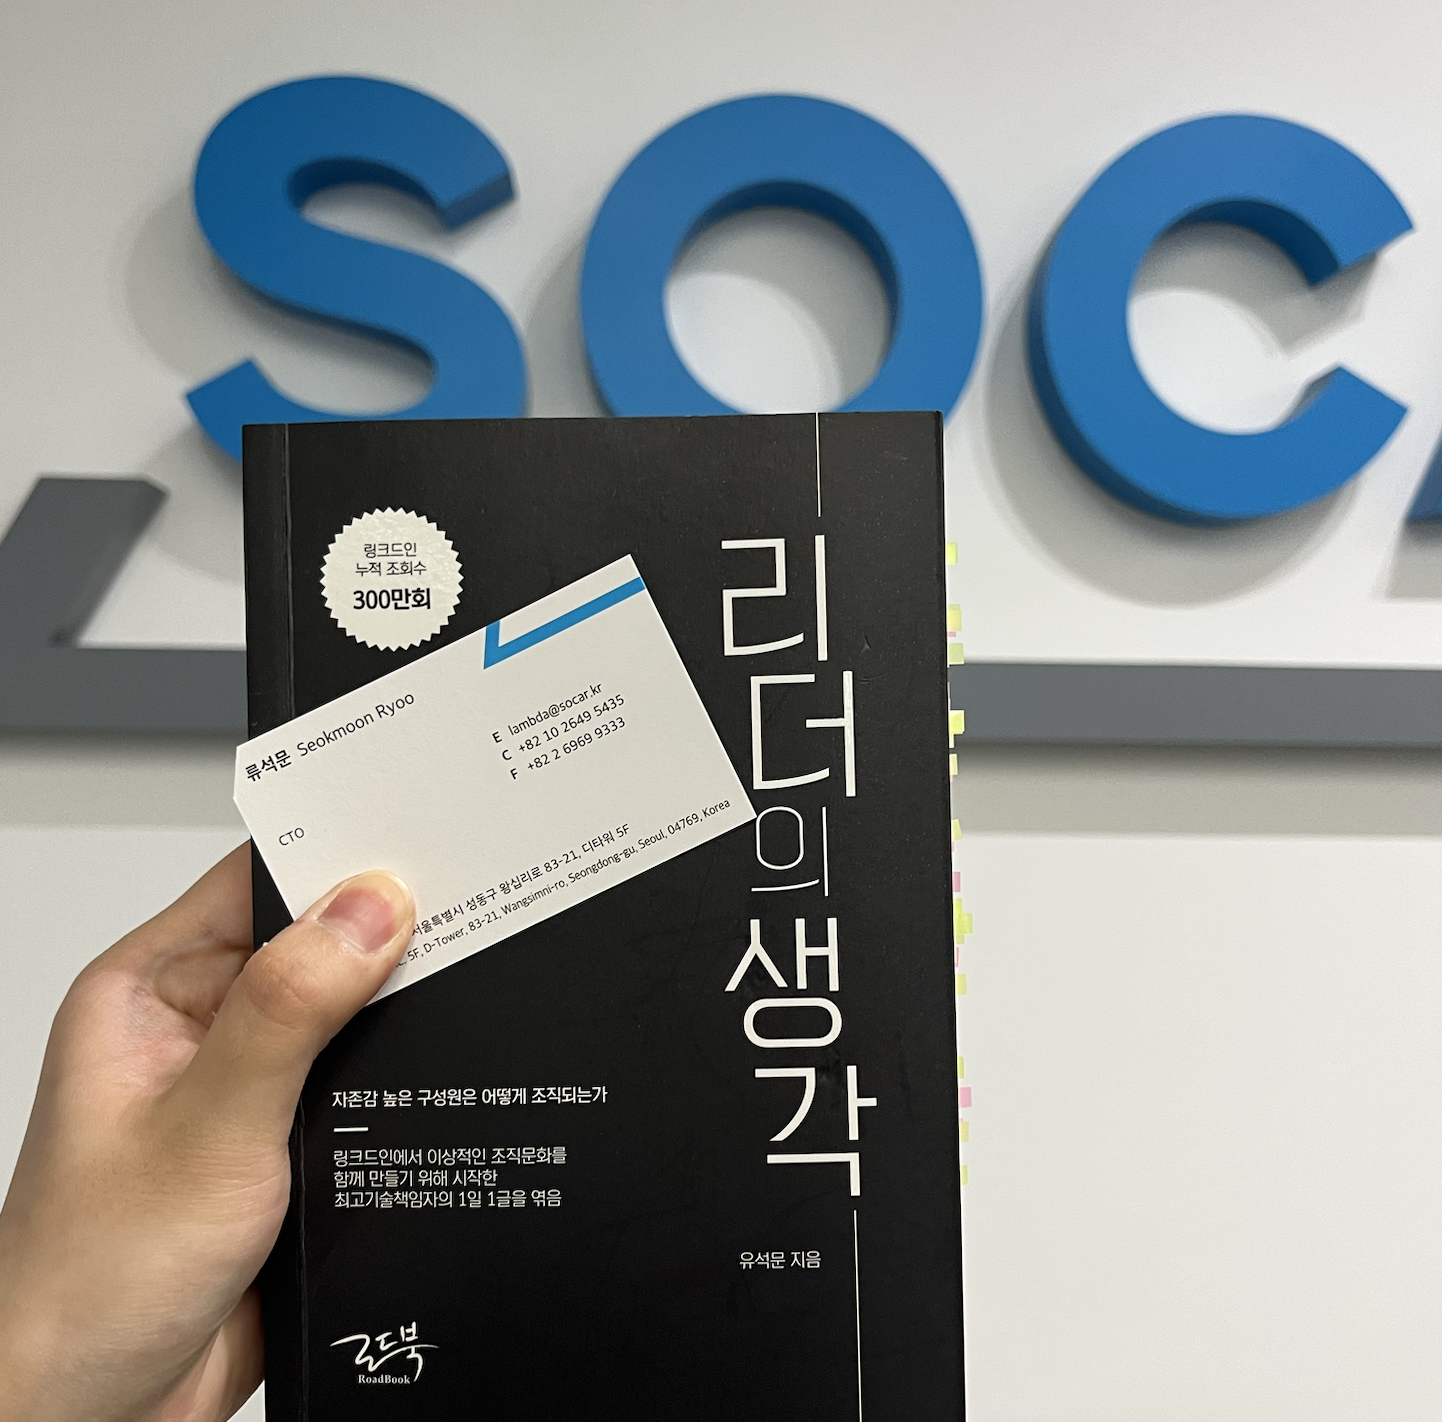 SOC
링크드인
누적 조회수
300만회
리더의생각
류석문 Seokmoon Ryoo
CTO
E lambda@socar.kr
C +82 10 2649 5435
F +82 2 6969 9333
서울특별시 성동구 왕십리로 83-21, 디타워 5F
5F, D-Tower, 83-21, Wangsimni-ro, Seongdong-gu, Seoul, 04769, Korea
자존감 높은 구성원은 어떻게 조직되는가
링크드인에서 이상적인 조직문화를
함께 만들기 위해 시작한
최고기술책임자의 1일 1글을 엮음
유석문 지음
로드북
RoadBook